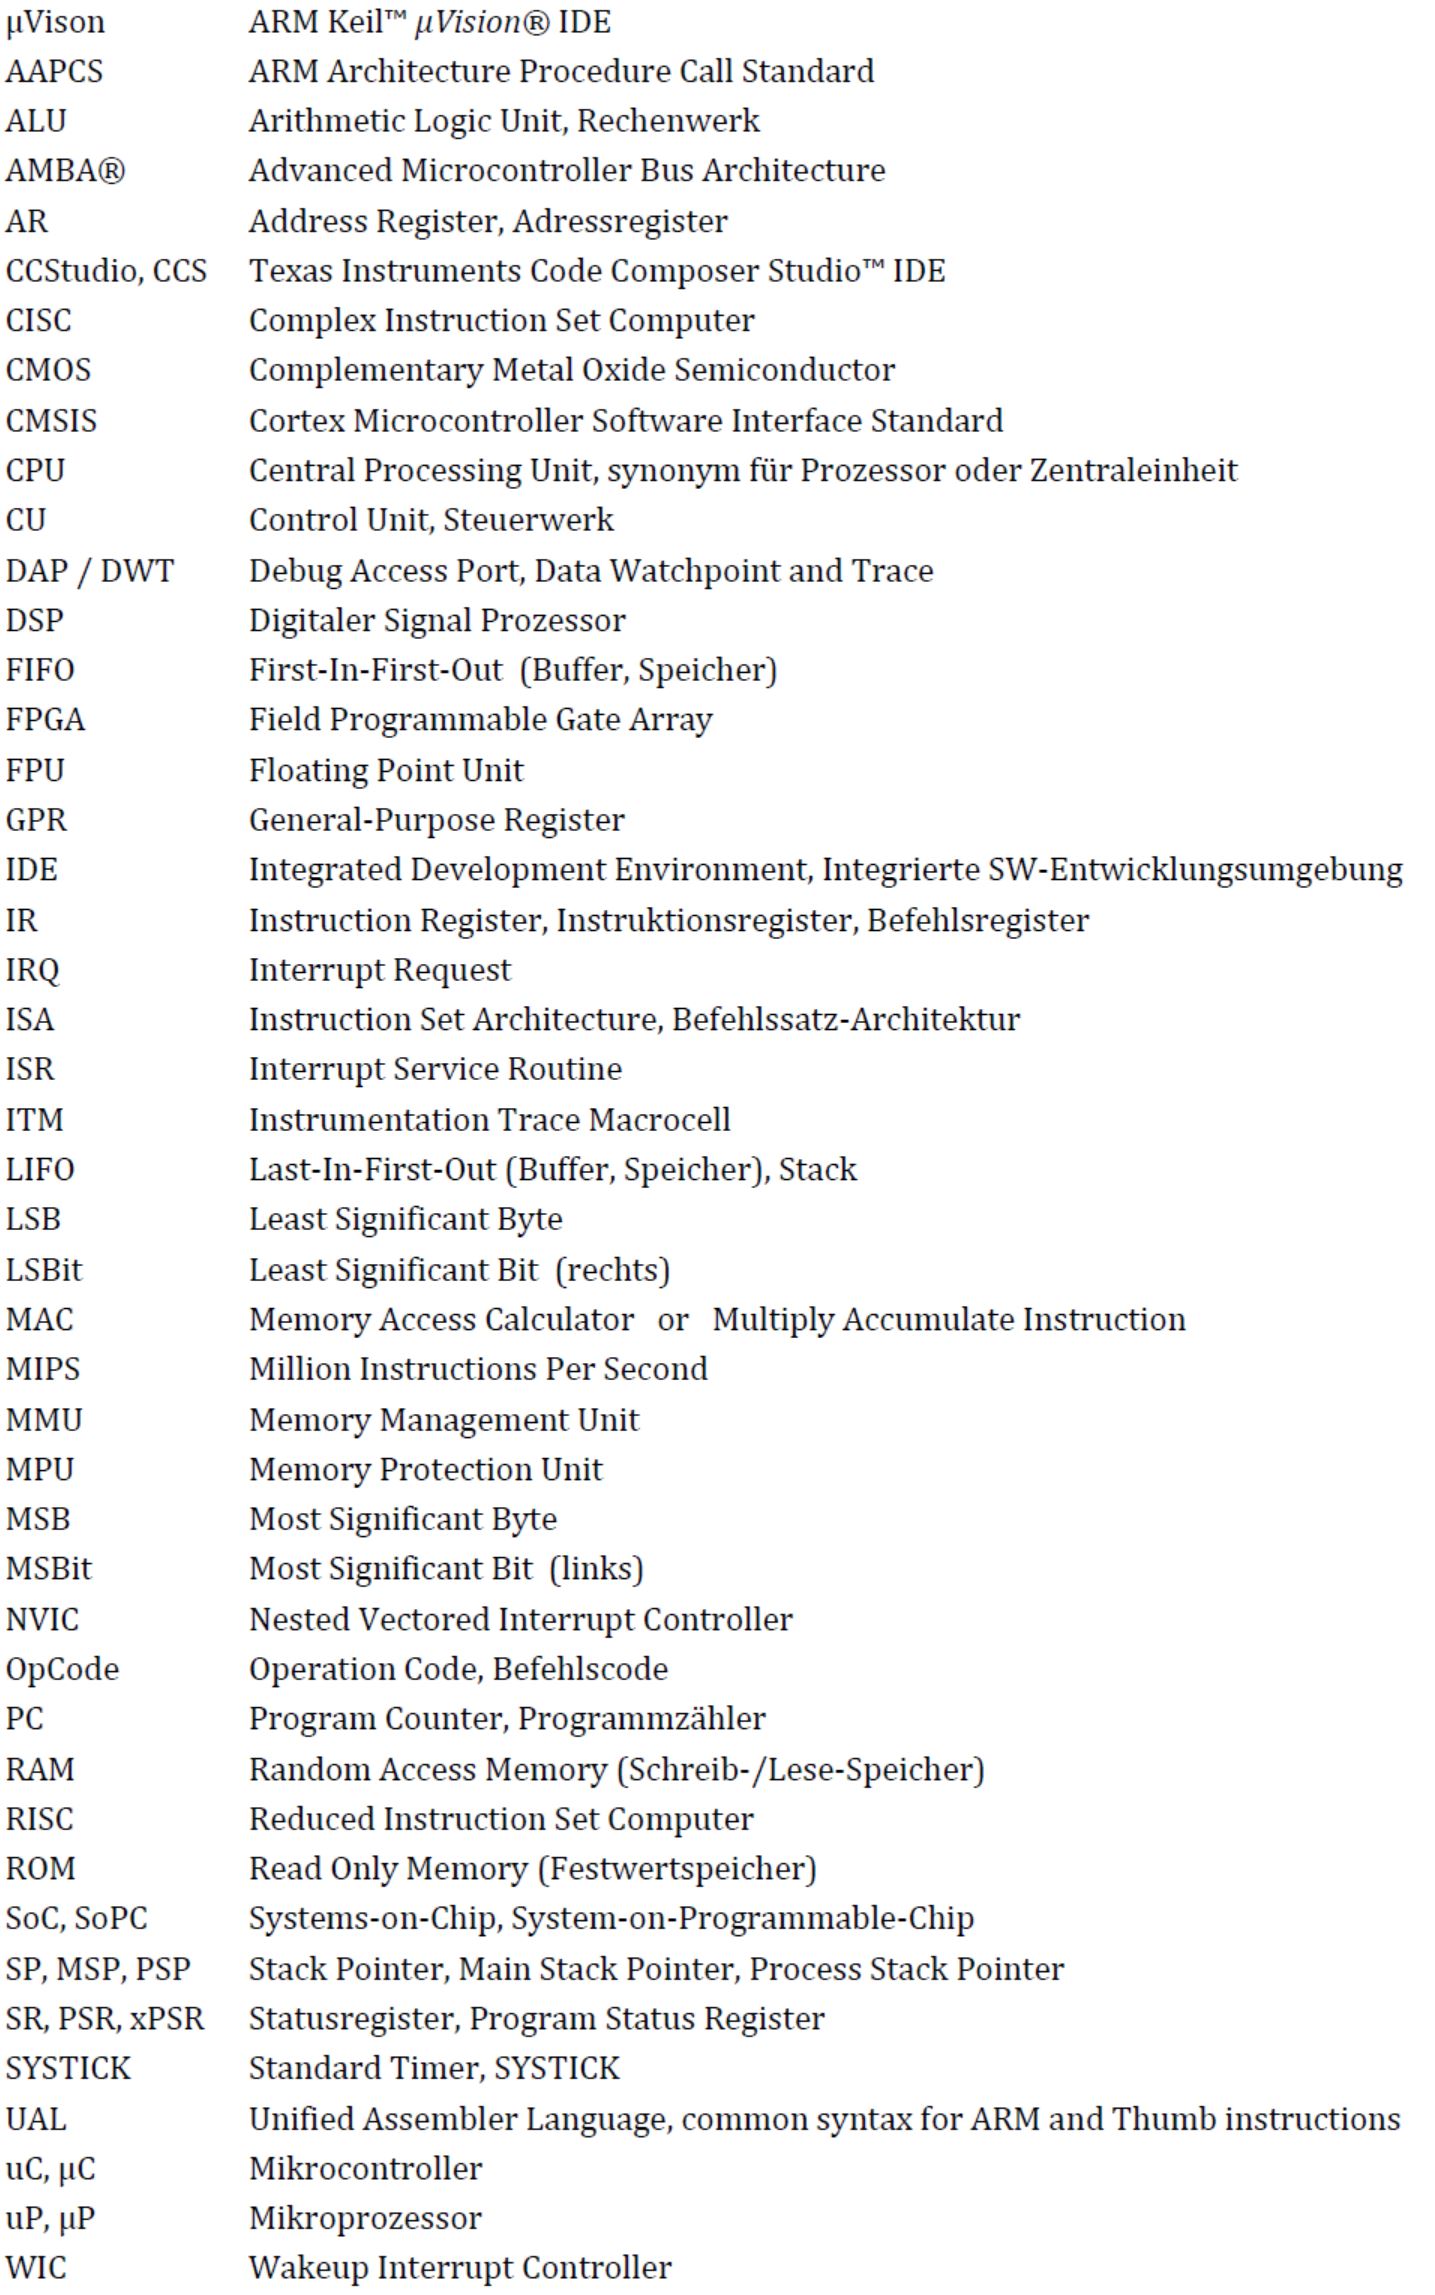 μVison ARM Keil™ μVision® IDE
AAPCS ARM Architecture Procedure Call Standard
ALU Arithmetic Logic Unit, Rechenwerk
AMBA® Advanced Microcontroller Bus Architecture
AR Address Register, Adressregister
CCStudio, CCS Texas Instruments Code Composer Studio™ IDE
CISC Complex Instruction Set Computer
CMOS Complementary Metal Oxide Semiconductor
CMSIS Cortex Microcontroller Software Interface Standard
CPU Central Processing Unit, synonym für Prozessor oder Zentraleinheit
CU Control Unit, Steuerwerk
DAP / DWT Debug Access Port, Data Watchpoint and Trace
DSP Digitaler Signal Prozessor
FIFO First-In-First-Out (Buffer, Speicher)
FPGA Field Programmable Gate Array
FPU Floating Point Unit
GPR General-Purpose Register
IDE Integrated Development Environment, Integrierte SW-Entwicklungsumgebung
IR Instruction Register, Instruktionsregister, Befehlsregister
IRQ Interrupt Request
ISA Instruction Set Architecture, Befehlssatz-Architektur
ISR Interrupt Service Routine
ITM Instrumentation Trace Macrocell
LIFO Last-In-First-Out (Buffer, Speicher), Stack
LSB Least Significant Byte
LSBit Least Significant Bit (rechts)
MAC Memory Access Calculator or Multiply Accumulate Instruction
MIPS Million Instructions Per Second
MMU Memory Management Unit
MPU Memory Protection Unit
MSB Most Significant Byte
MSBit Most Significant Bit (links)
NVIC Nested Vectored Interrupt Controller
OpCode Operation Code, Befehlscode
PC Program Counter, Programmzähler
RAM Random Access Memory (Schreib-/Lese-Speicher)
RISC Reduced Instruction Set Computer
ROM Read Only Memory (Festwertspeicher)
SoC, SoPC Systems-on-Chip, System-on-Programmable-Chip
SP, MSP, PSP Stack Pointer, Main Stack Pointer, Process Stack Pointer
SR, PSR, xPSR Statusregister, Program Status Register
SYSTICK Standard Timer, SYSTICK
UAL Unified Assembler Language, common syntax for ARM and Thumb instructions
uC, μC Mikrocontroller
uP, μP Mikroprozessor
WIC Wakeup Interrupt Controller